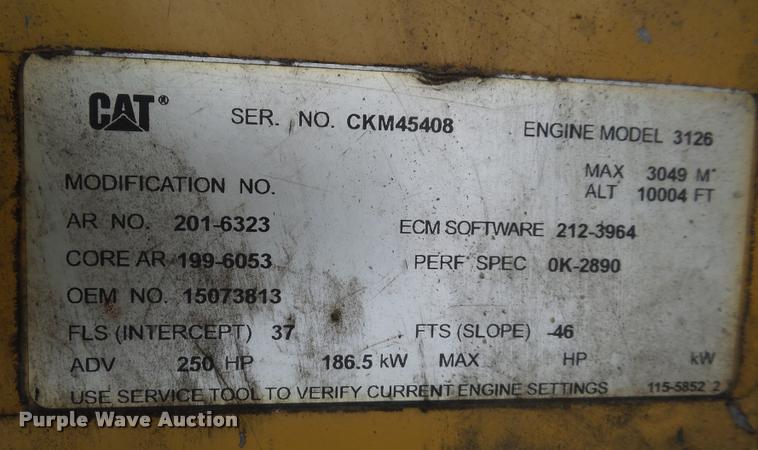 CAT® SER. NO. CKM45408 ENGINE MODEL 3126
MAX 3049 M
MODIFICATION NO. ALT 10004 FT
AR NO. 201-6323 ECM SOFTWARE 212-3964
CORE AR 199-6053 PERF SPEC 0K-2890
OEM NO. 15073813
FLS (INTERCEPT) 37 FTS (SLOPE) -46
ADV 250 HP 186.5 kW MAX HP kW
USE SERVICE TOOL TO VERIFY CURRENT ENGINE SETTINGS 115-5852 2
Purple Wave Auction